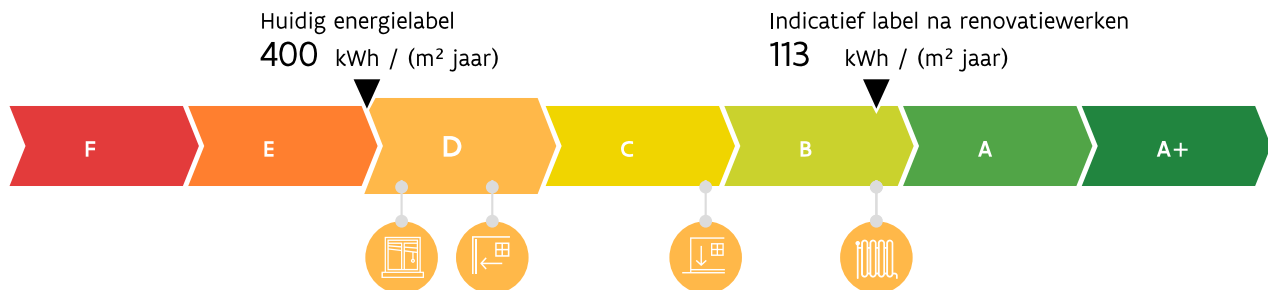 Huidig energielabel
400 kWh / (m² jaar)
Indicatief label na renovatiewerken
113 kWh / (m² jaar)
F E D C B A A+